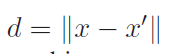 d = ‖x − x′‖